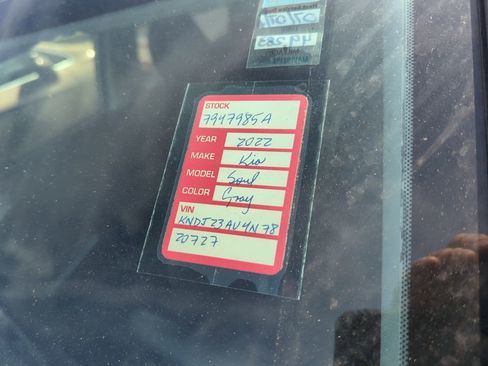 STOCK
7947985A
YEAR 2022
MAKE Kia
MODEL Soul
COLOR Gray
VIN
KNDJ23AU4N78
20727